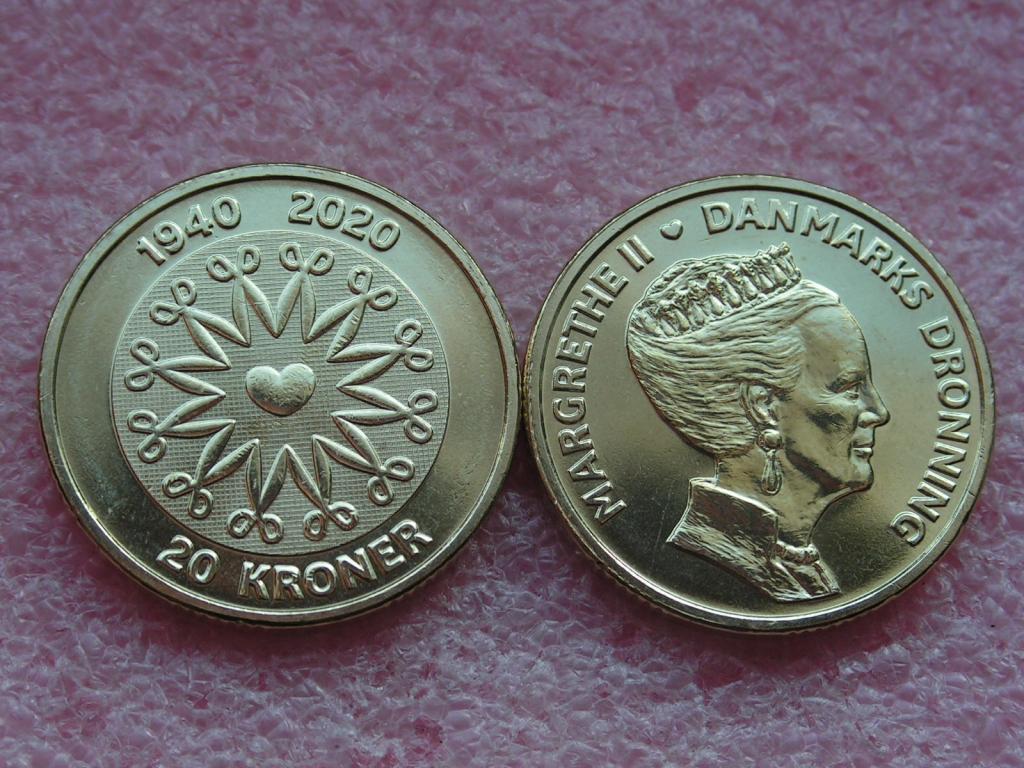 1940 2020
20 KRONER
MARGRETHE II ♥ DANMARKS DRONNING